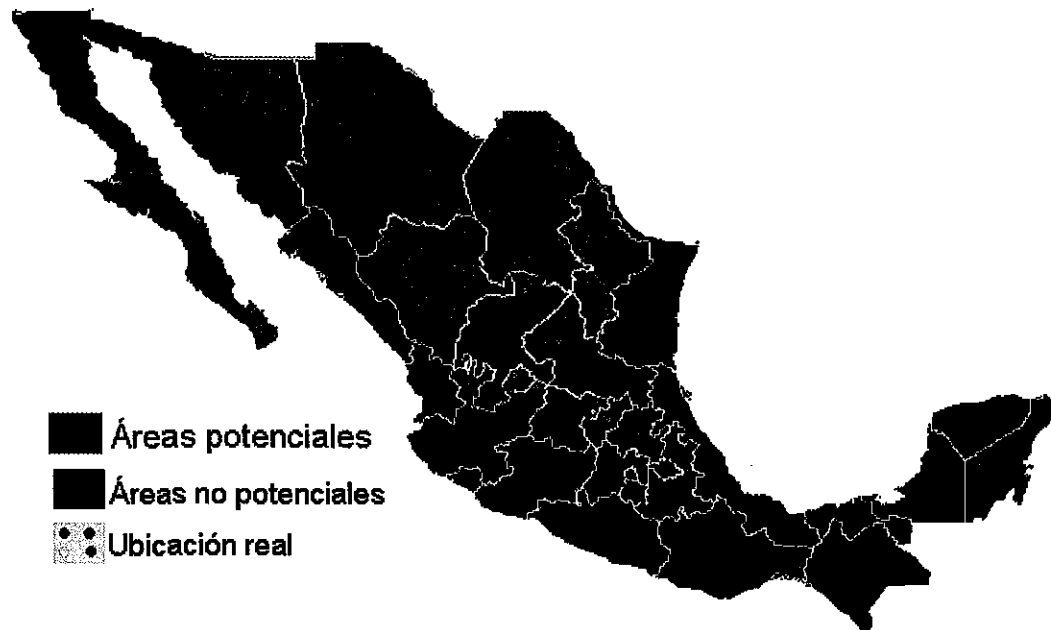 Áreas potenciales
Áreas no potenciales
Ubicación real